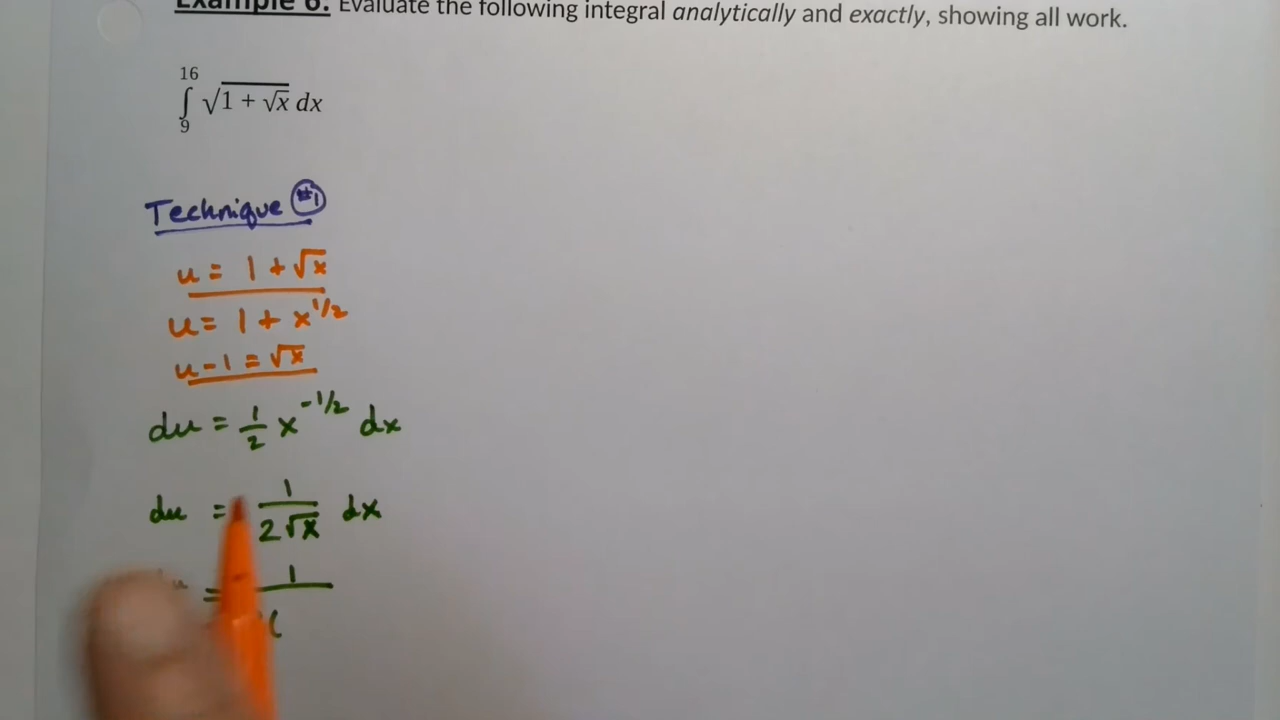 Example 6: Evaluate the following integral analytically and exactly, showing all work.
16
∫ √(1 + √x) dx
9
Technique #1
u = 1 + √x
u = 1 + x^1/2
u - 1 = √x
du = 1/2 x^-1/2 dx
du = 1/(2√x) dx
= 1/
(